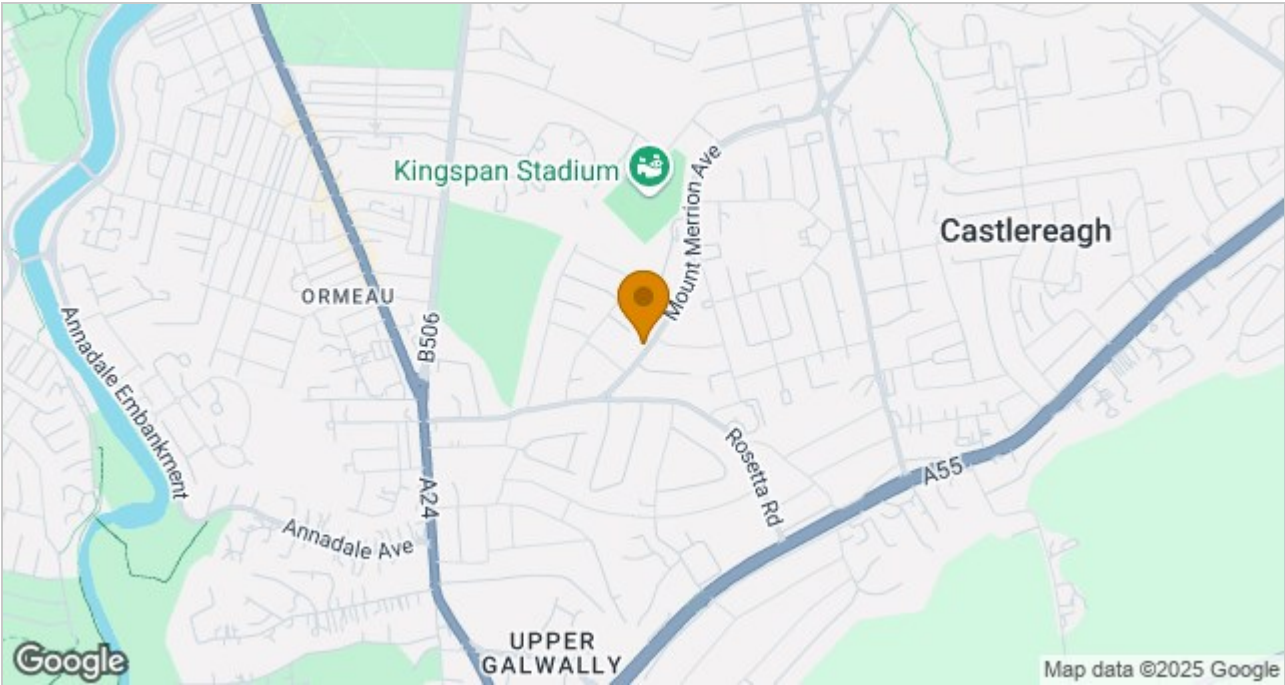 Kingspan Stadium
Mount Merrion Ave
Castlereagh
ORMEAU
B506
Annadale Embankment
Rosetta Rd
A55
A24
Annadale Ave
UPPER
GALWALLY
Google
Map data ©2025 Google